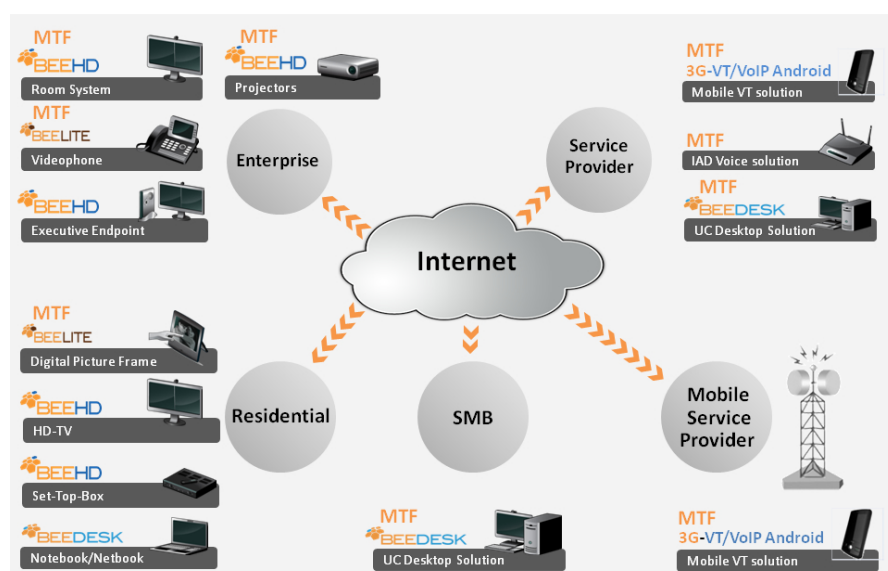 MTF
BEEHD
Room System
MTF
BEEHD
Projectors
MTF
BEELITE
Videophone
BEEHD
Executive Endpoint
Enterprise
Service
Provider
MTF
3G-VT/VoIP Android
Mobile VT solution
MTF
IAD Voice solution
MTF
BEEDESK
UC Desktop Solution
Internet
MTF
BEELITE
Digital Picture Frame
BEEHD
HD-TV
BEEHD
Set-Top-Box
BEEDESK
Notebook/Netbook
Residential
SMB
Mobile
Service
Provider
MTF
BEEDESK
UC Desktop Solution
MTF
3G-VT/VoIP Android
Mobile VT solution